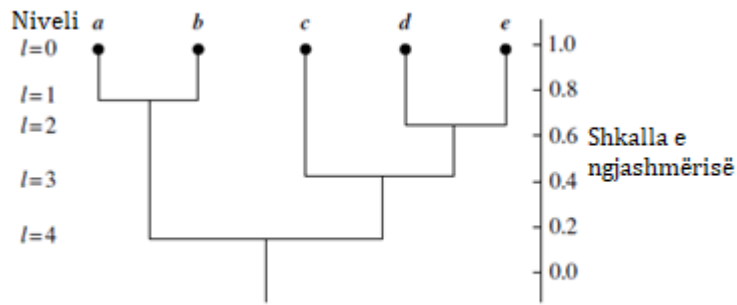 Niveli a b c d e
l=0 1.0
l=1 0.8
l=2 0.6
l=3 0.4
l=4 0.2
0.0
Shkalla e
ngjashmërisë